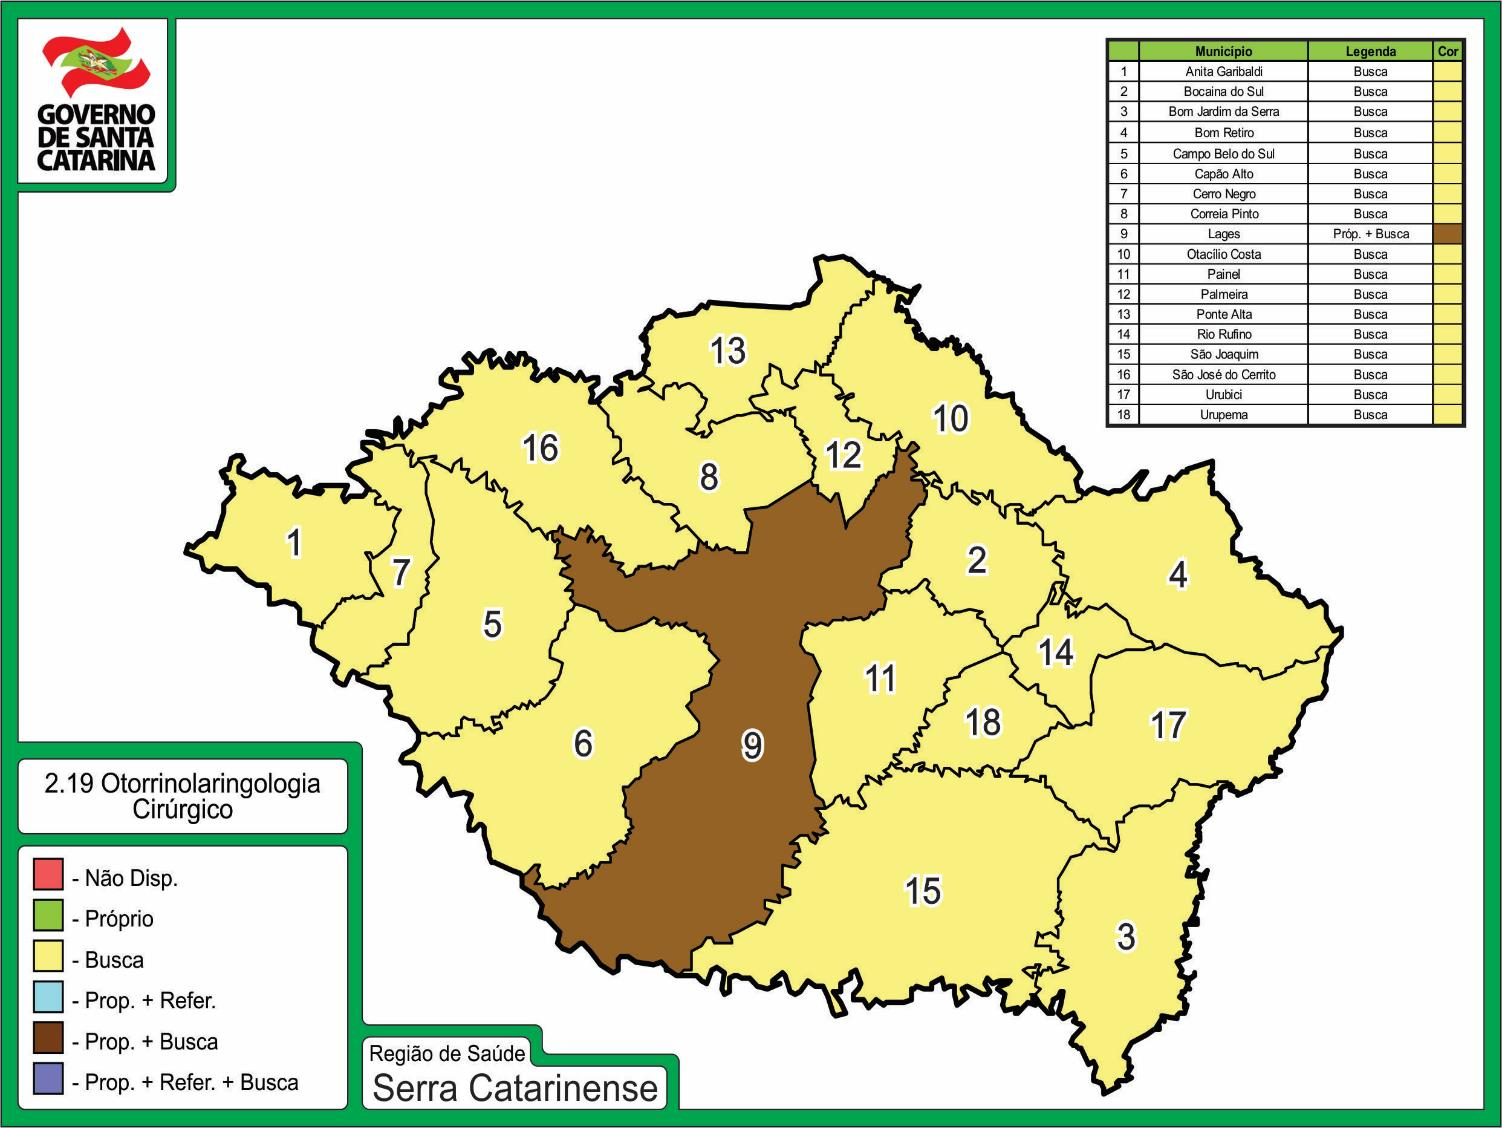 GOVERNO
DE SANTA
CATARINA
Município Legenda Cor
1 Anita Garibaldi Busca
2 Bocaina do Sul Busca
3 Bom Jardim da Serra Busca
4 Bom Retiro Busca
5 Campo Belo do Sul Busca
6 Capão Alto Busca
7 Cerro Negro Busca
8 Correia Pinto Busca
9 Lages Próp. + Busca
10 Otacílio Costa Busca
11 Painel Busca
12 Palmeira Busca
13 Ponte Alta Busca
14 Rio Rufino Busca
15 São Joaquim Busca
16 São José do Cerrito Busca
17 Urubici Busca
18 Urupema Busca
13
10
16
12
8
1
2
7
4
5
14
11
18
17
6
9
15
3
2.19 Otorrinolaringologia
Cirúrgico
- Não Disp.
- Próprio
- Busca
- Prop. + Refer.
- Prop. + Busca
- Prop. + Refer. + Busca
Região de Saúde
Serra Catarinense